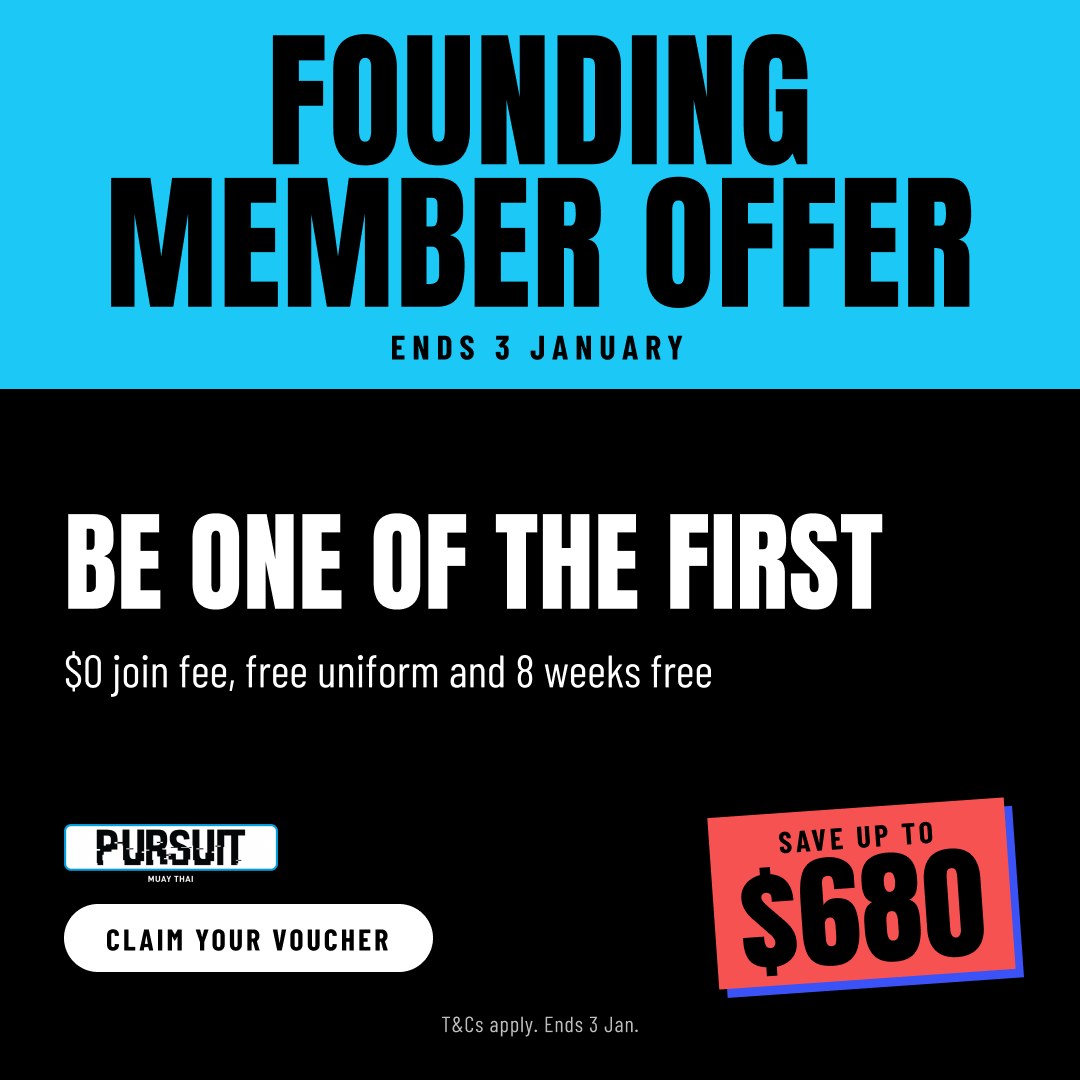 FOUNDING
MEMBER OFFER
ENDS 3 JANUARY
BE ONE OF THE FIRST
$0 join fee, free uniform and 8 weeks free
PURSUIT
MUAY THAI
CLAIM YOUR VOUCHER
SAVE UP TO
$680
T&Cs apply. Ends 3 Jan.